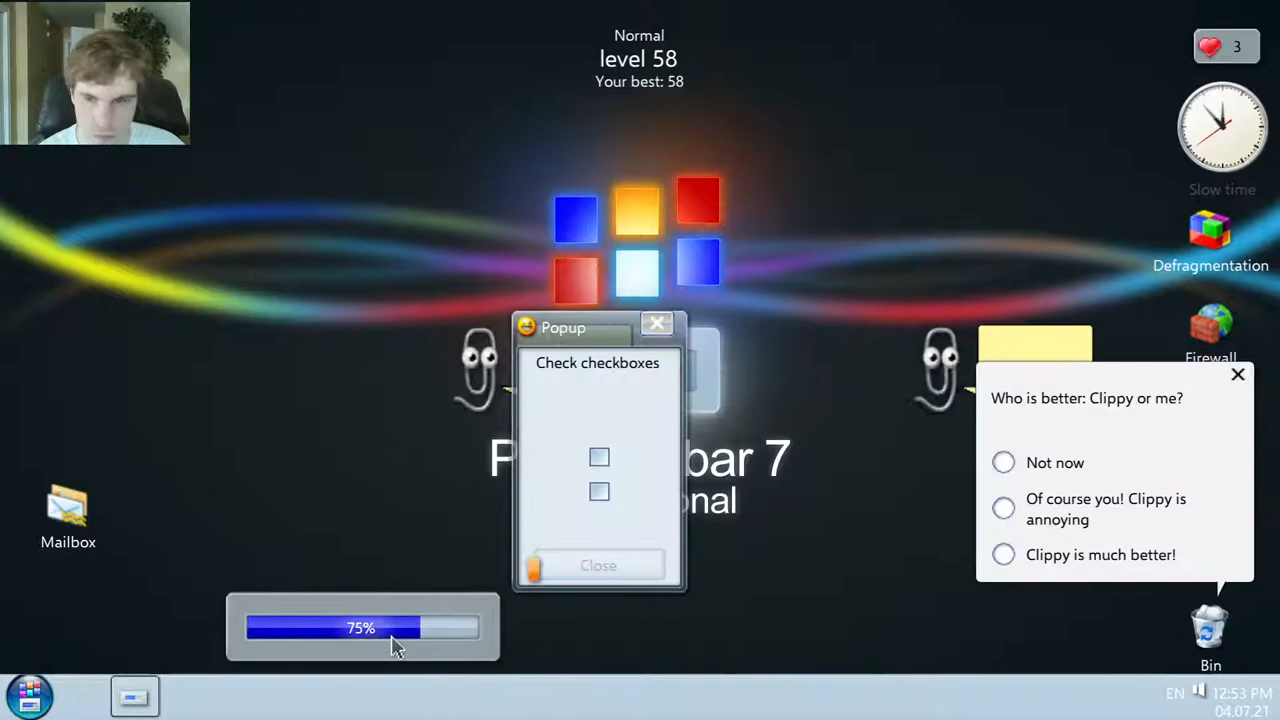 Normal
level 58
Your best: 58
3
Slow time
Defragmentation
Firewall
Popup
Check checkboxes
Close
bar 7
Who is better: Clippy or me?
Not now
Of course you! Clippy is
annoying
Clippy is much better!
Mailbox
75%
Bin
EN
12:53 PM
04.07.21